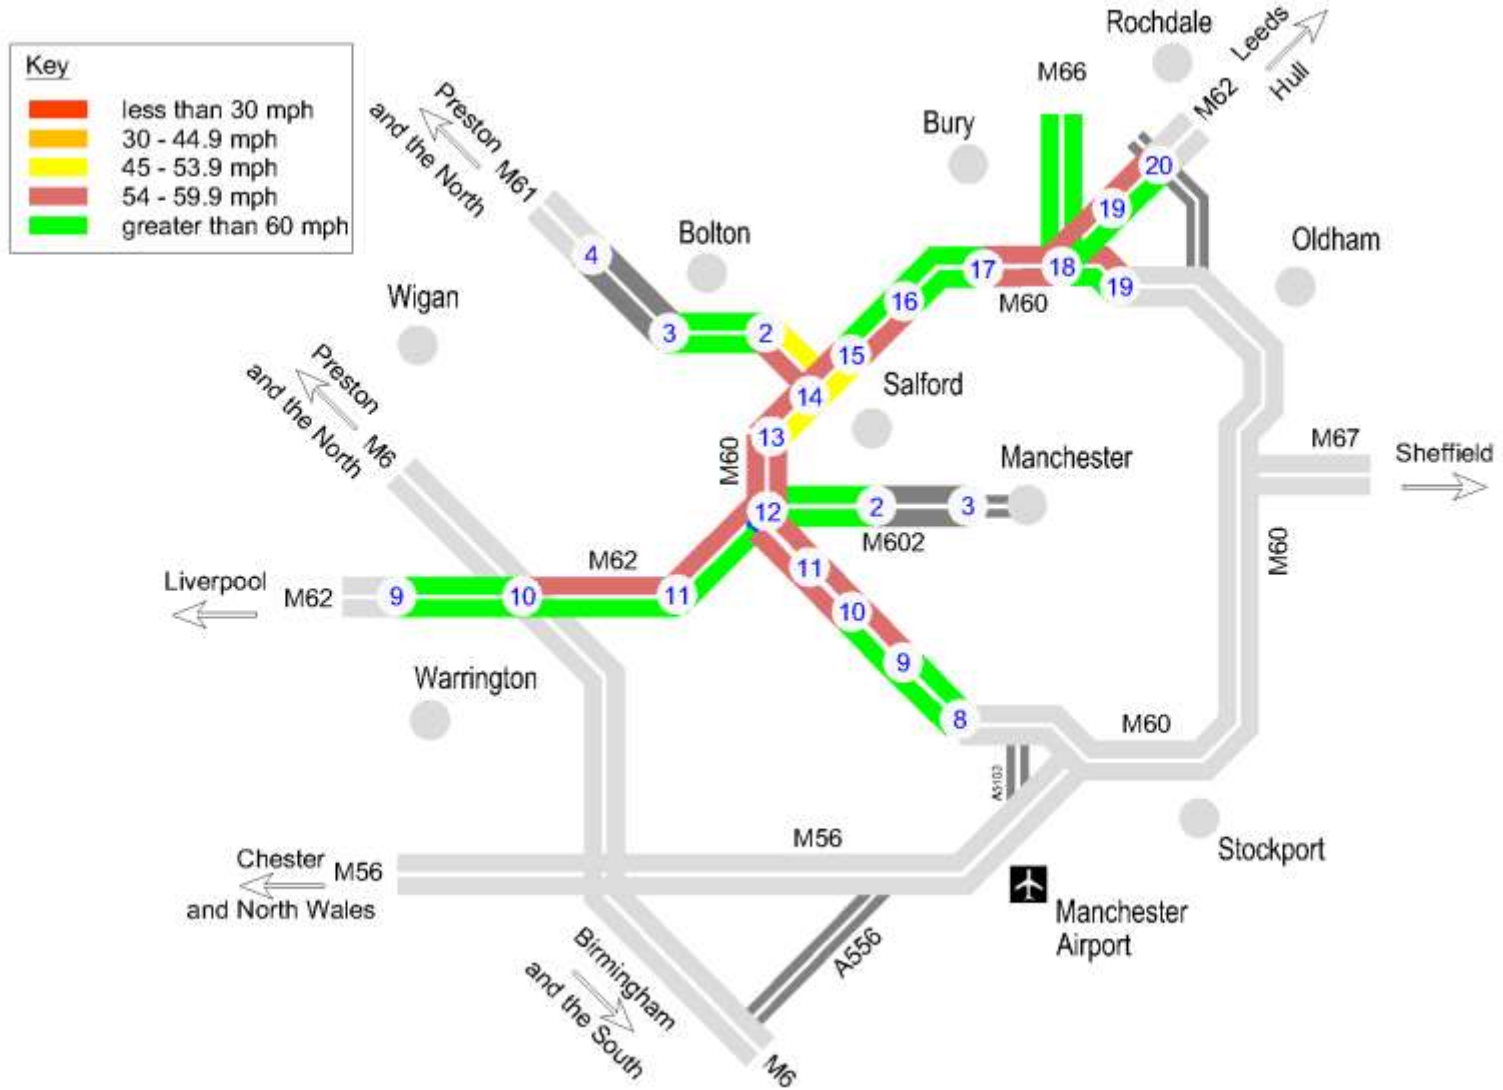 Key
less than 30 mph
30 - 44.9 mph
45 - 53.9 mph
54 - 59.9 mph
greater than 60 mph
Rochdale
Leeds
Hull
M62
M66
Bury
20
19
Preston
and the North
M61
Bolton
Oldham
4
18
17
19
16
M60
Wigan
3
2
15
14
Salford
Preston
and the North
M6
13
M60
M67
Sheffield
Manchester
12
2
3
M602
M60
Liverpool
M62
9
10
M62
11
11
10
9
8
Warrington
M60
A5103
M56
Stockport
Chester
M56
and North Wales
Manchester
Airport
A556
Birmingham
and the South
M6